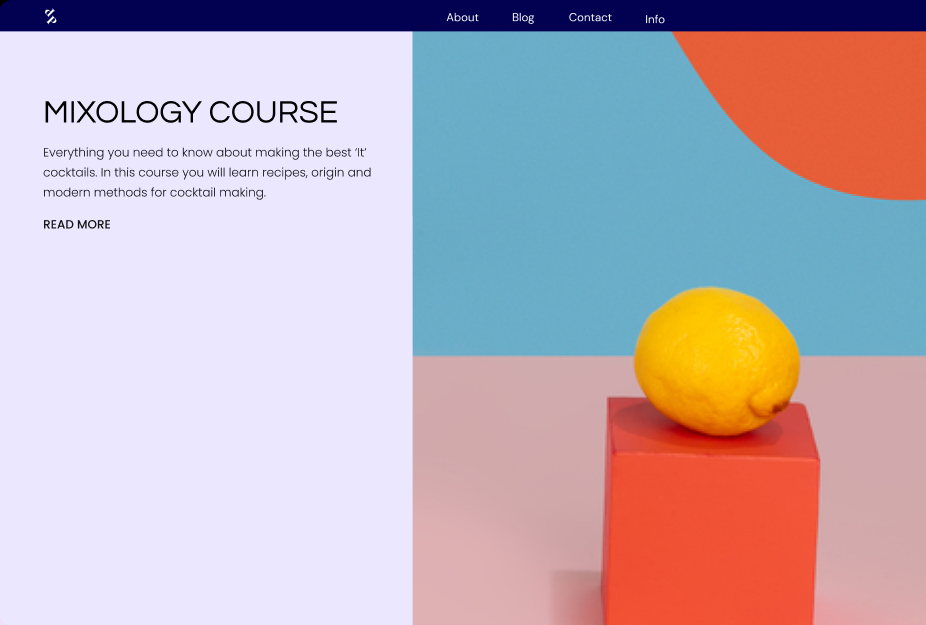 About Blog Contact Info
MIXOLOGY COURSE
Everything you need to know about making the best ‘It’
cocktails. In this course you will learn recipes, origin and
modern methods for cocktail making.
READ MORE